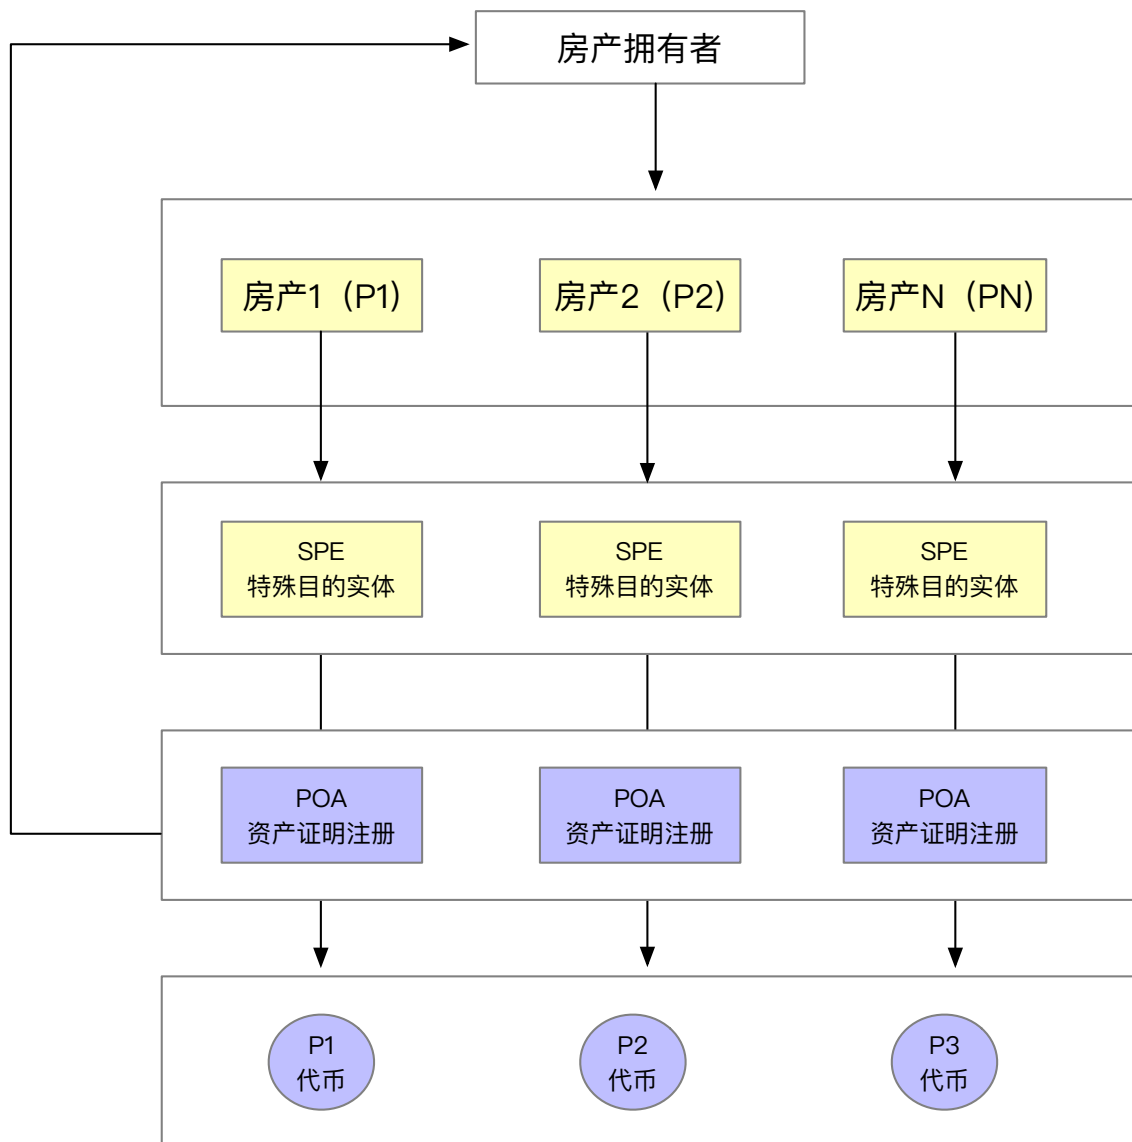 房产拥有者
房产1（P1）
房产2（P2）
房产N（PN）
SPE
特殊目的实体
SPE
特殊目的实体
SPE
特殊目的实体
POA
资产证明注册
POA
资产证明注册
POA
资产证明注册
P1
代币
P2
代币
P3
代币